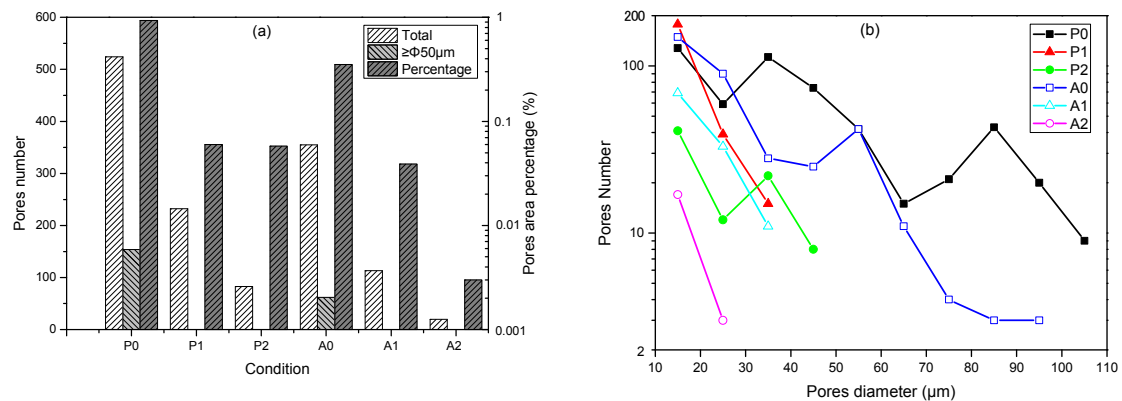 (a)
Total
≥Φ50μm
Percentage
Pores number
600
500
400
300
200
100
0
1
0.1
0.01
0.001
Pores area percentage (%)
P0 P1 P2 A0 A1 A2
Condition
(b)
P0
P1
P2
A0
A1
A2
Pores Number
200
100
10
2
10 20 30 40 50 60 70 80 90 100 110
Pores diameter (μm)